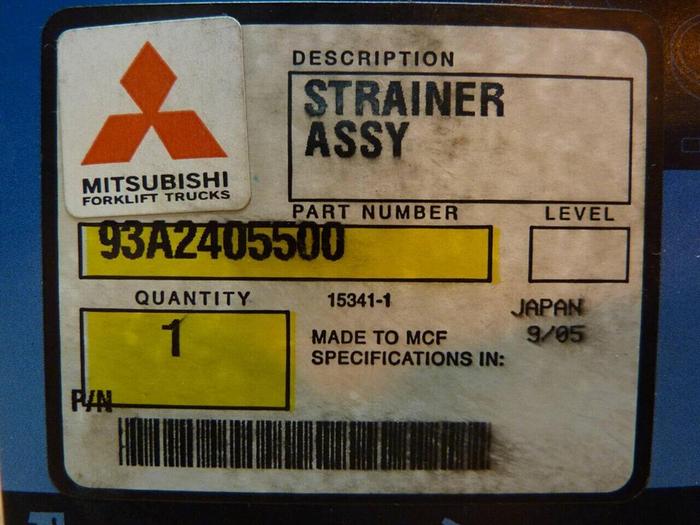 MITSUBISHI
FORKLIFT TRUCKS
DESCRIPTION
STRAINER
ASSY
PART NUMBER
LEVEL
93A2405500
QUANTITY
1
15341-1
MADE TO MCF
SPECIFICATIONS IN:
JAPAN
9/05
P/N